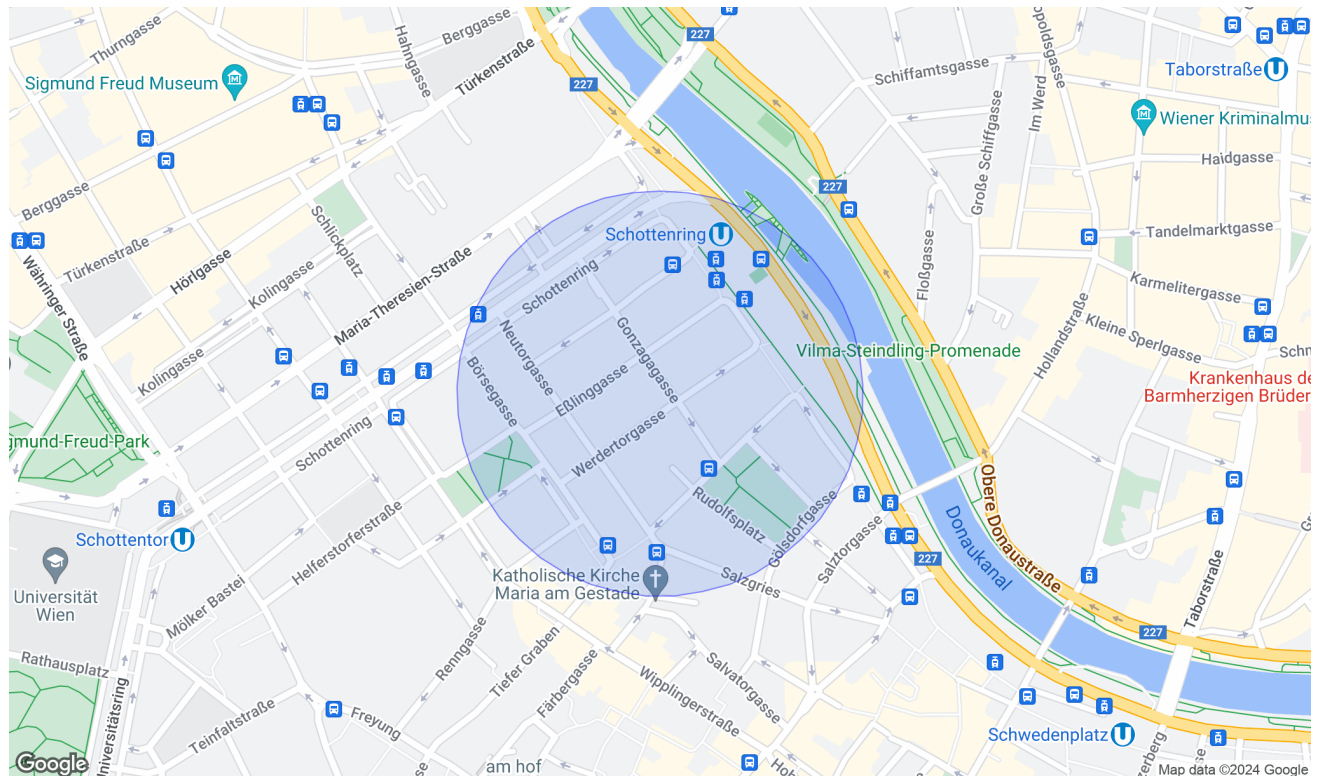 Thurngasse
Berggasse
Hahngasse
227
Leopoldsgasse
Sigmund Freud Museum
Türkenstraße
227
Schiffamtsgasse
Taborstraße
Im Werd
Wiener Kriminalmu
Große Schiffgasse
Haidgasse
Berggasse
227
Schlickplatz
Türkenstraße
Hörlgasse
Schottenring
Tandelmarktgasse
Floßgasse
Karmelitergasse
Währinger Straße
Kolingasse
Maria-Theresien-Straße
Schottenring
Neutorgasse
Gonzagagasse
Hollandstraße
Kleine Sperlgasse
Vilma-Steindling-Promenade
Kolingasse
Börsegasse
Eßlinggasse
Krankenhaus de
Barmherzigen Brüder
gmund-Freud-Park
Schottenring
Werdertorgasse
Rudolfsplatz
Gölsdorfgasse
Salztorgasse
Obere Donaustraße
Donaukanal
Schottentor
Helferstorferstraße
227
Taborstraße
Universität
Wien
Mölker Bastei
Katholische Kirche
Maria am Gestade
Salzgries
227
Rathausplatz
Renngasse
Tiefer Graben
Färbergasse
Salvatorgasse
Wipplingerstraße
Universitätsring
Teinfaltstraße
Freyung
Schwedenplatz
am hof
Google
Map data ©2024 Google